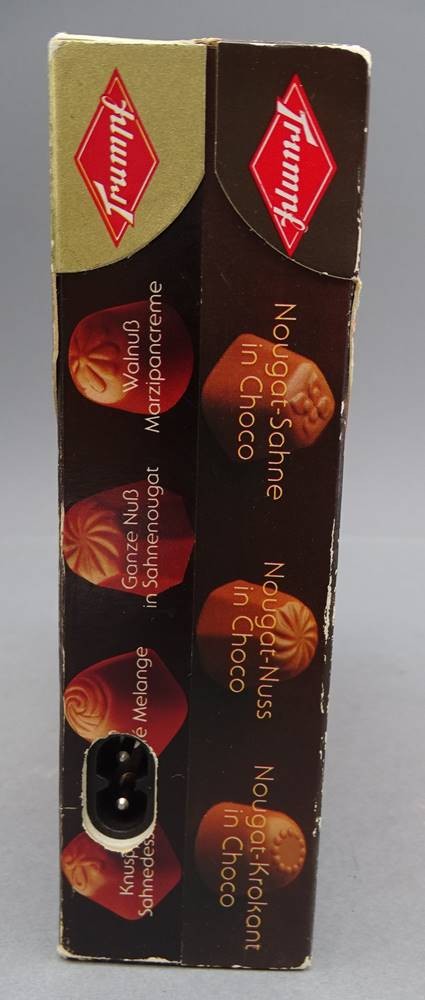 Trumpf
Walnuß
Marzipancreme
Ganze Nuß
in Sahnenougat
Melange
Trumpf
Nougat-Sahne
in Choco
Nougat-Nuss
in Choco
Nougat-Krokant
in Choco